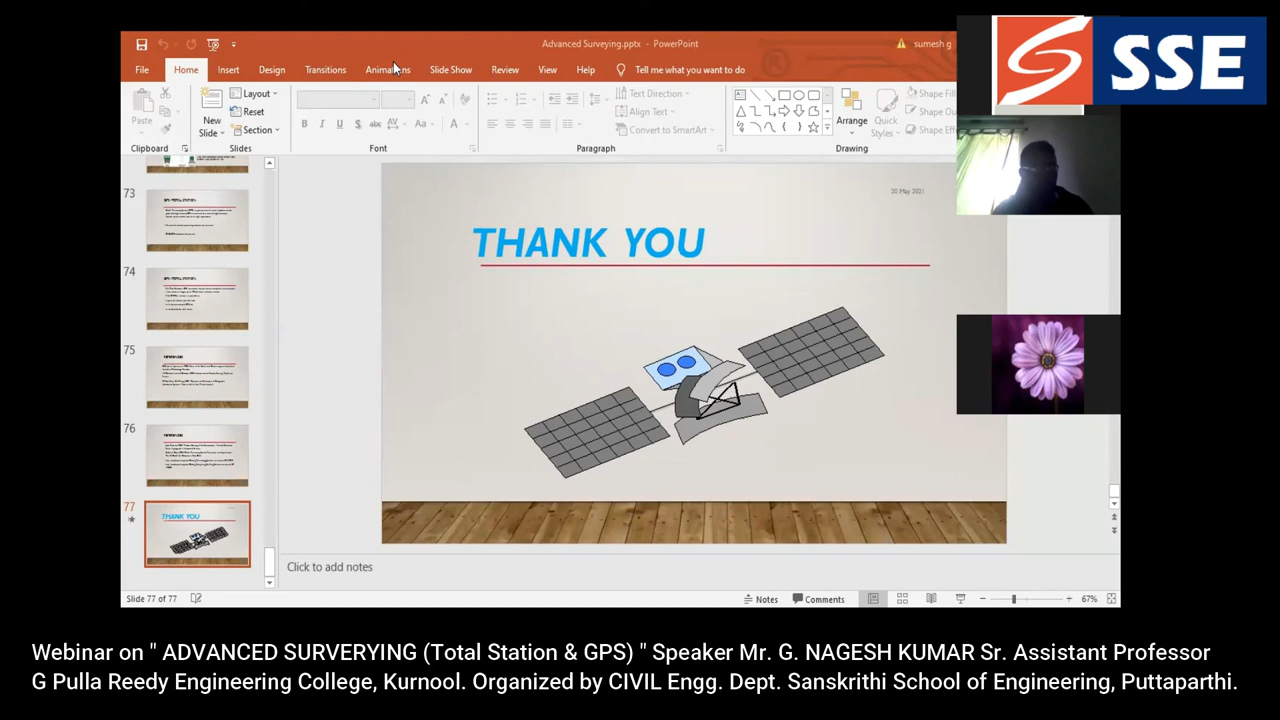 Advanced Surveying.pptx - PowerPoint
sumesh g
SSE
File Home Insert Design Transitions Animations Slide Show Review View Help Tell me what you want to do
Paste
New Slide
Layout
Reset
Section
B I U S abc AV Aa A
Text Direction
Align Text
Convert to SmartArt
Arrange
Quick Styles
Shape
Shape
Shape
Clipboard Slides Font Paragraph Drawing
73
74
75
76
77
THANK YOU
20 May 2021
THANK YOU
Click to add notes
Slide 77 of 77
Notes Comments 67%
Webinar on " ADVANCED SURVERYING (Total Station & GPS) " Speaker Mr. G. NAGESH KUMAR Sr. Assistant Professor
G Pulla Reedy Engineering College, Kurnool. Organized by CIVIL Engg. Dept. Sanskrithi School of Engineering, Puttaparthi.